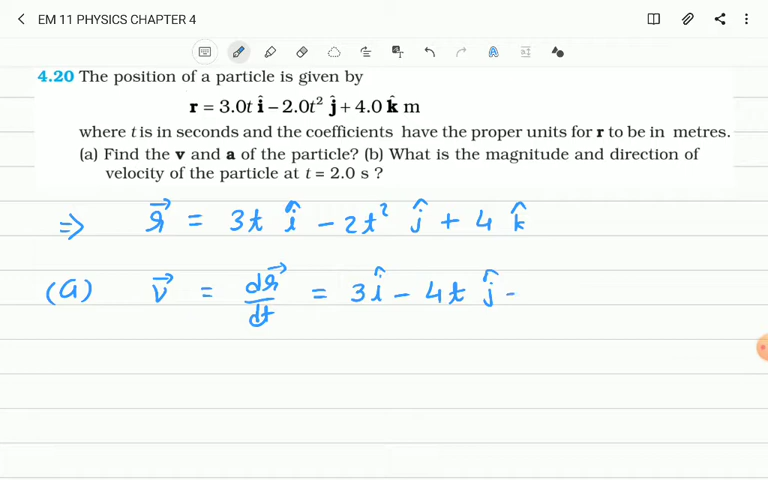 EM 11 PHYSICS CHAPTER 4
4.20 The position of a particle is given by
r = 3.0t î – 2.0t² ĵ + 4.0 k̂ m
where t is in seconds and the coefficients have the proper units for r to be in metres.
(a) Find the v and a of the particle? (b) What is the magnitude and direction of
velocity of the particle at t = 2.0 s ?
⇒ r⃗ = 3t î – 2t² ĵ + 4 k̂
(a) v⃗ = dr⃗/dt = 3î – 4t ĵ -